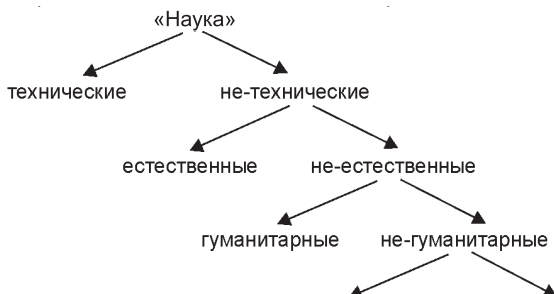 «Наука»
технические не-технические
естественные не-естественные
гуманитарные не-гуманитарные